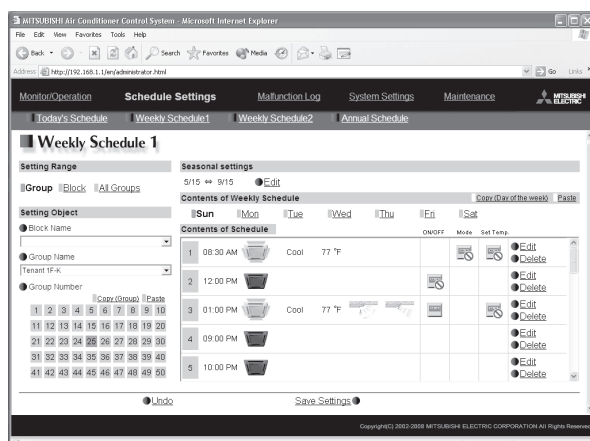 MITSUBISHI Air Conditioner Control System - Microsoft Internet Explorer
File Edit View Favorites Tools Help
Back Search Favorites Media
Address http://192.168.1.1/en/administrator.html Go Links
Monitor/Operation Schedule Settings Malfunction Log System Settings Maintenance MITSUBISHI ELECTRIC
Today's Schedule Weekly Schedule1 Weekly Schedule2 Annual Schedule
Weekly Schedule 1
Setting Range
Group Block All Groups
Setting Object
Block Name
Group Name
Tenant 1F-K
Group Number
Copy (Group) Paste
1 2 3 4 5 6 7 8 9 10
11 12 13 14 15 16 17 18 19 20
21 22 23 24 25 26 27 28 29 30
31 32 33 34 35 36 37 38 39 40
41 42 43 44 45 46 47 48 49 50
Seasonal settings
5/15 ⇔ 9/15 Edit
Contents of Weekly Schedule Copy (Day of the week) Paste
Sun Mon Tue Wed Thu Fri Sat
Contents of Schedule ON/OFF Mode Set Temp.
1 08:30 AM Cool 77 °F Edit
Delete
2 12:00 PM Edit
Delete
3 01:00 PM Cool 77 °F Edit
Delete
4 09:00 PM Edit
Delete
5 10:00 PM Edit
Delete
Undo Save Settings
Copyright(C) 2002-2008 MITSUBISHI ELECTRIC CORPORATION All Rights Reserved